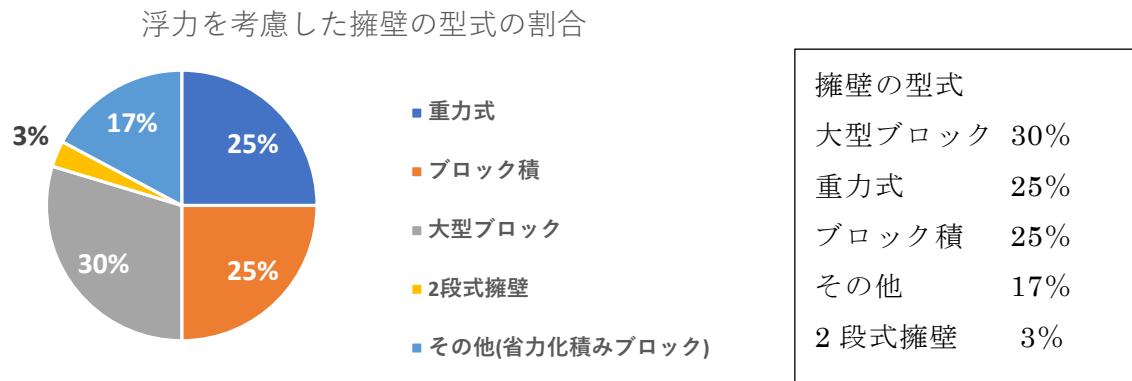 浮力を考慮した擁壁の型式の割合
17%
3%
25%
30%
25%
重力式
ブロック積
大型ブロック
2段式擁壁
その他(省力化積みブロック)
擁壁の型式
大型ブロック 30%
重力式 25%
ブロック積 25%
その他 17%
2 段式擁壁 3%